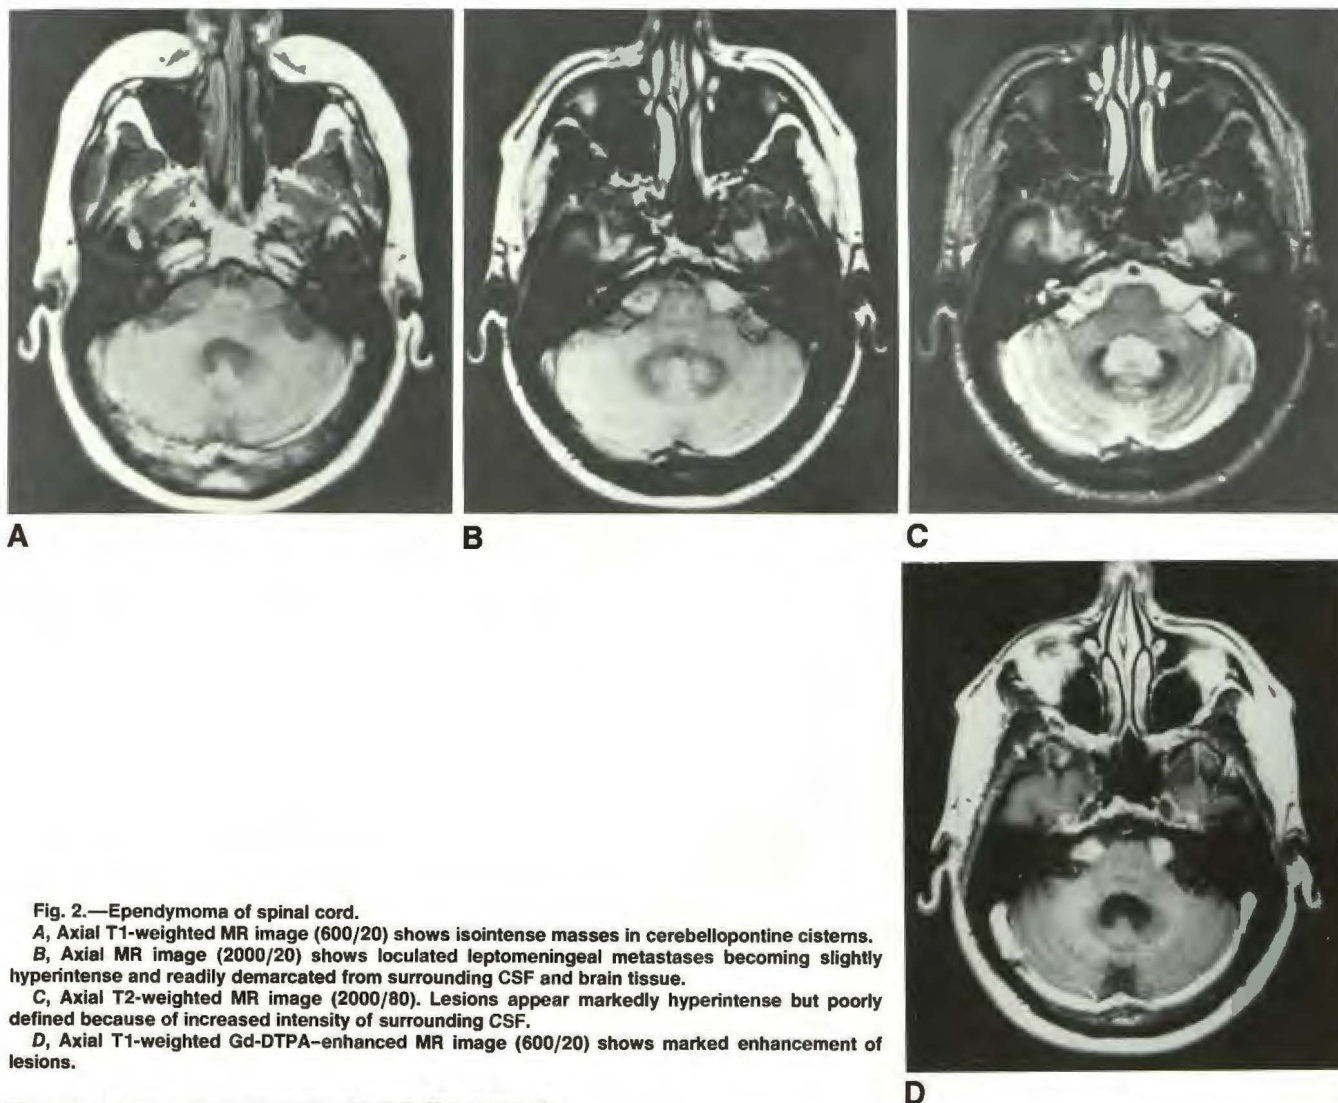 A
B
C
D
Fig. 2.—Ependymoma of spinal cord.
A, Axial T1-weighted MR image (600/20) shows isointense masses in cerebellopontine cisterns.
B, Axial MR image (2000/20) shows loculated leptomeningeal metastases becoming slightly
hyperintense and readily demarcated from surrounding CSF and brain tissue.
C, Axial T2-weighted MR image (2000/80). Lesions appear markedly hyperintense but poorly
defined because of increased intensity of surrounding CSF.
D, Axial T1-weighted Gd-DTPA–enhanced MR image (600/20) shows marked enhancement of
lesions.